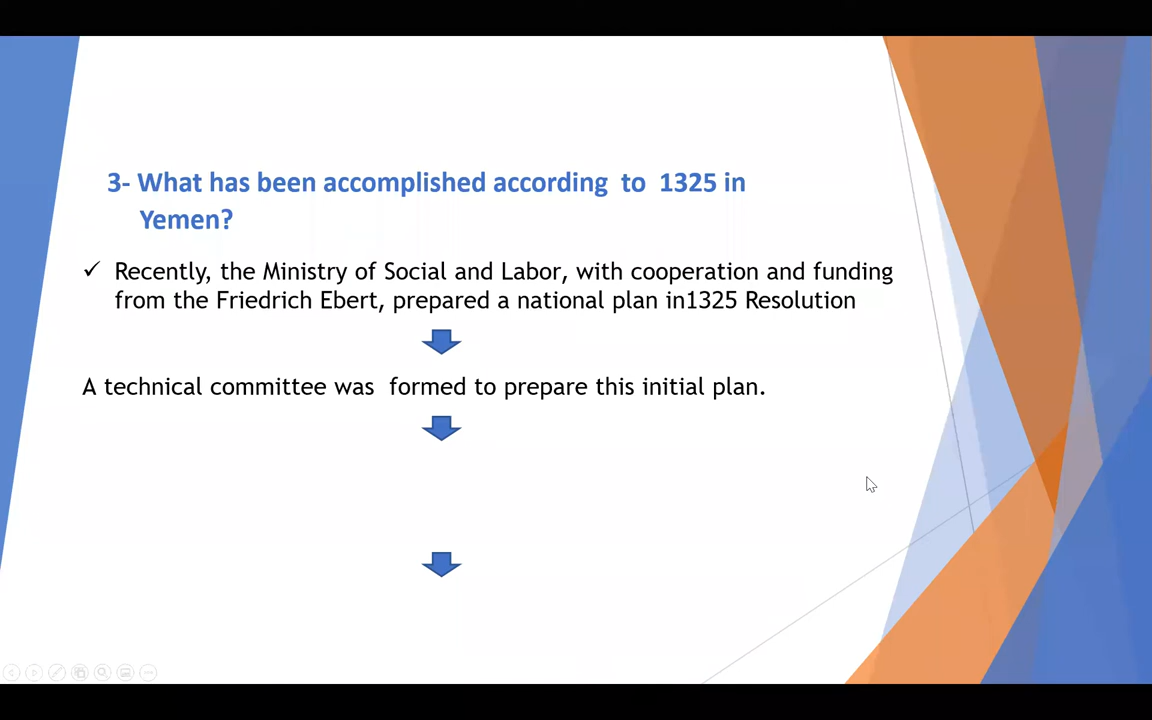 3- What has been accomplished according to 1325 in
Yemen?
✓ Recently, the Ministry of Social and Labor, with cooperation and funding
from the Friedrich Ebert, prepared a national plan in1325 Resolution
A technical committee was formed to prepare this initial plan.